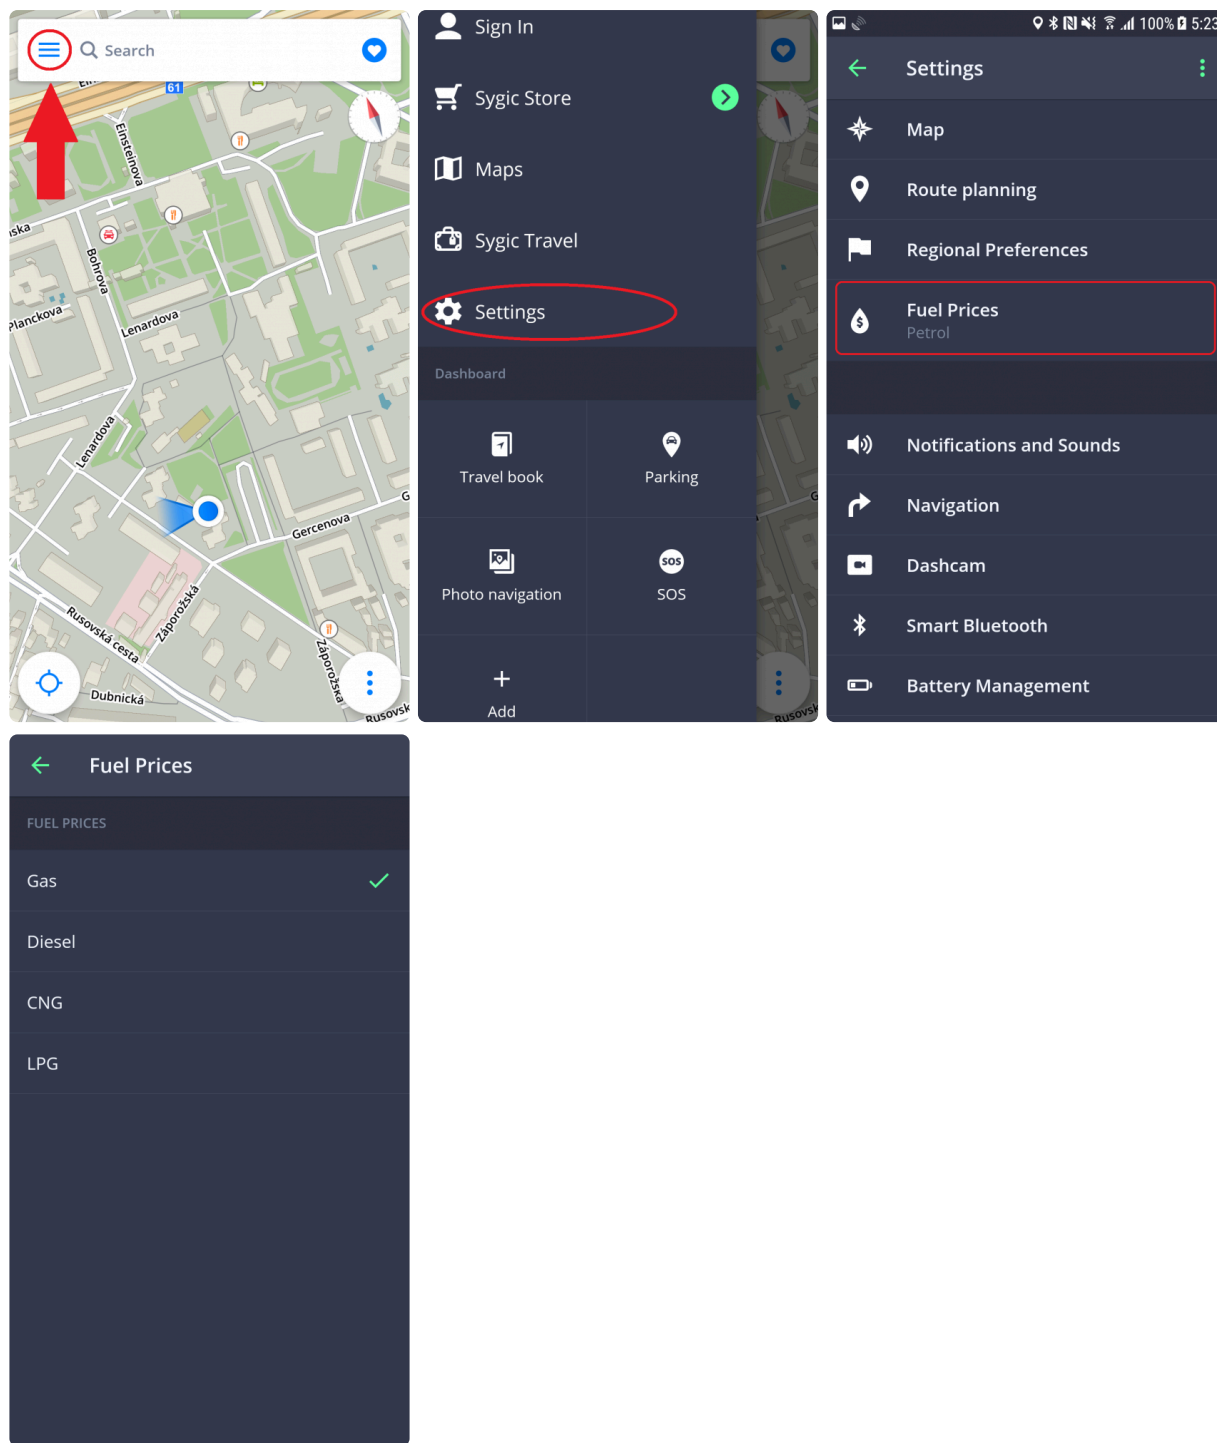 Search
61
Einsteinova
Bohrova
Planckova
Lenardova
Lenardova
Gercenova
Záporožská
Rusovská cesta
Záporožská
Dubnická
Sign In
Sygic Store
Maps
Sygic Travel
Settings
Dashboard
Travel book
Parking
Photo navigation
SOS
SOS
Add
100% 5:23
Settings
Map
Route planning
Regional Preferences
Fuel Prices
Petrol
Notifications and Sounds
Navigation
Dashcam
Smart Bluetooth
Battery Management
Fuel Prices
FUEL PRICES
Gas
Diesel
CNG
LPG